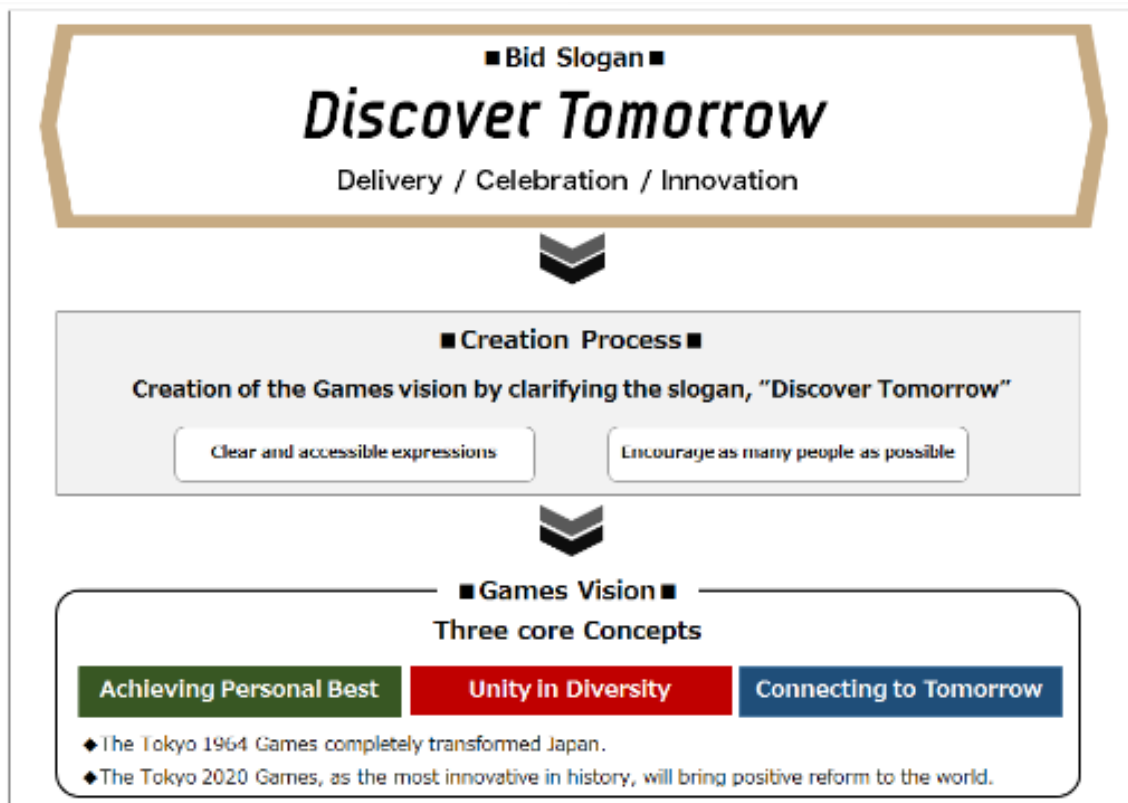 ■Bid Slogan■
Discover Tomorrow
Delivery / Celebration / Innovation
■Creation Process■
Creation of the Games vision by clarifying the slogan, “Discover Tomorrow”
Clear and accessible expressions
Encourage as many people as possible
■Games Vision■
Three core Concepts
Achieving Personal Best
Unity in Diversity
Connecting to Tomorrow
◆The Tokyo 1964 Games completely transformed Japan.
◆The Tokyo 2020 Games, as the most innovative in history, will bring positive reform to the world.